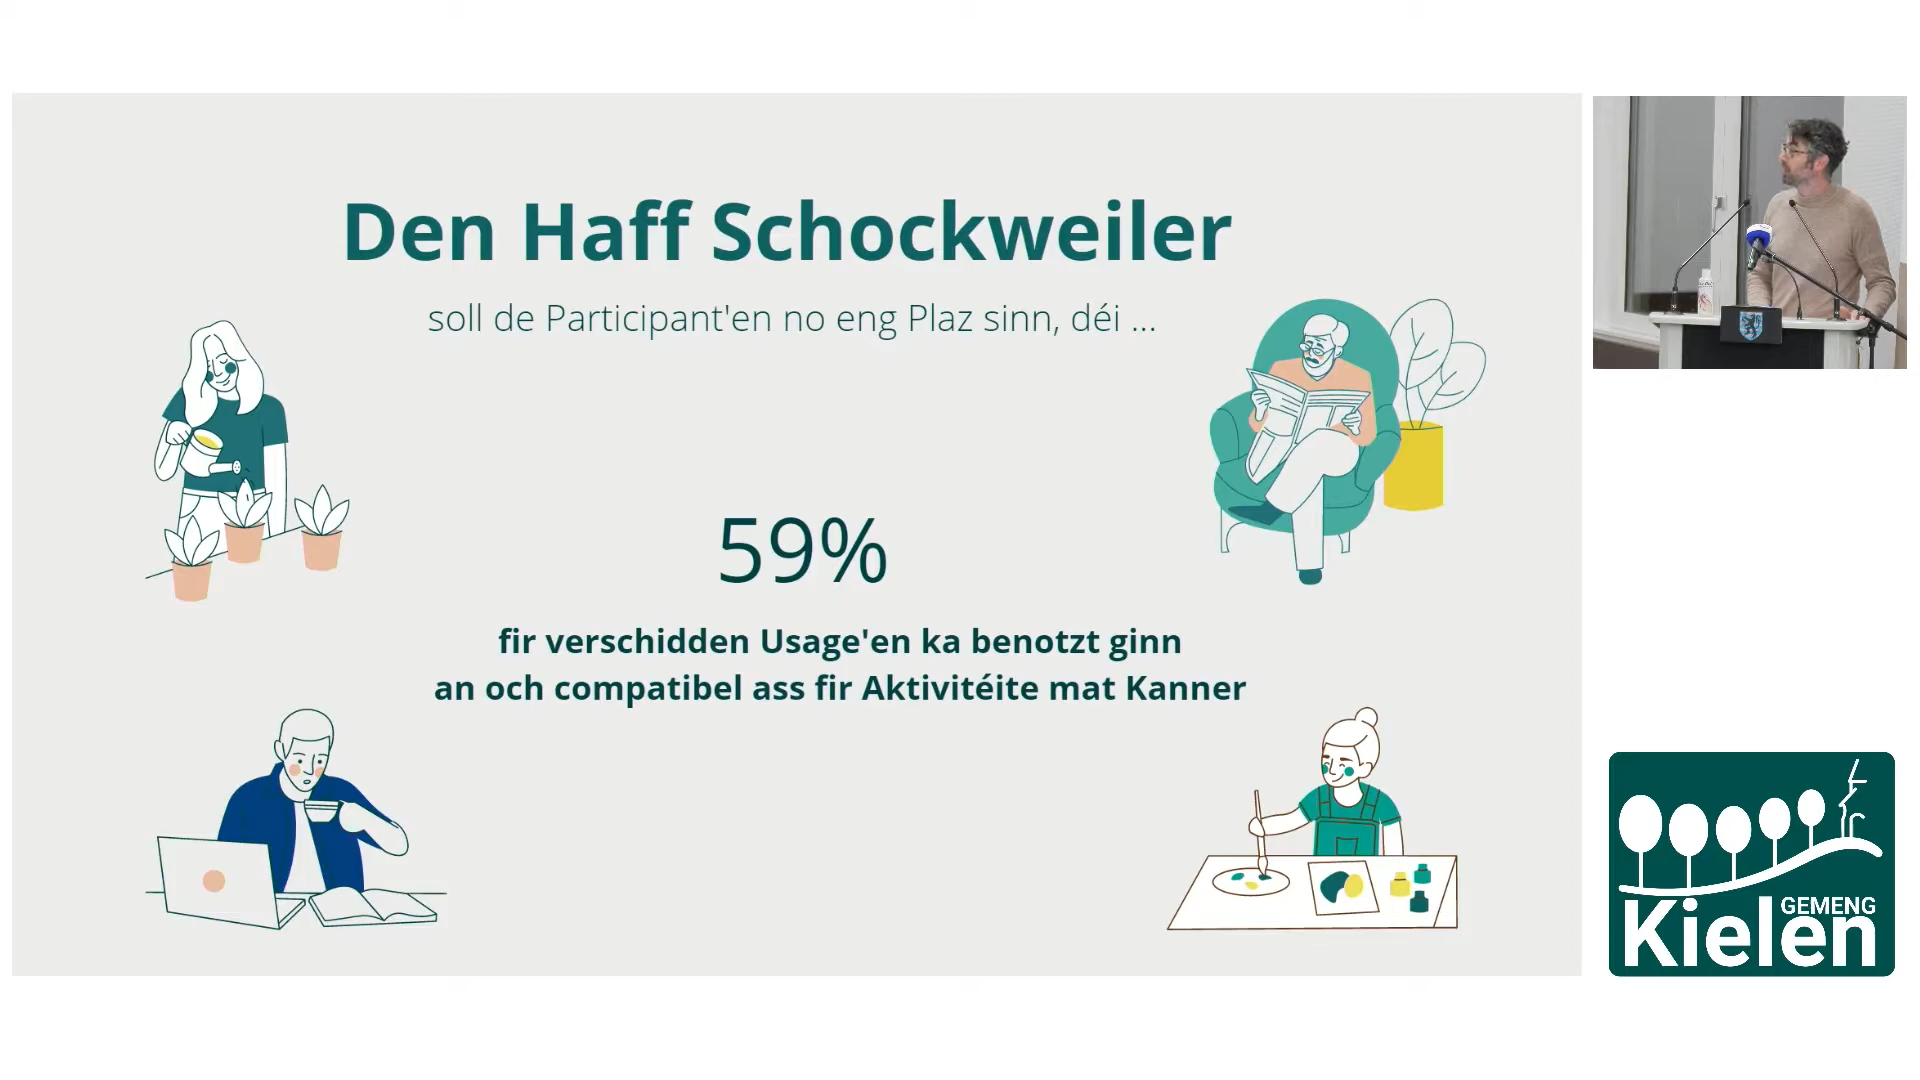 Den Haff Schockweiler
soll de Participant'en no eng Plaz sinn, déi ...
59%
fir verschidden Usage'en ka benotzt ginn
an och compatibel ass fir Aktivitéite mat Kanner
GEMENG
Kielen